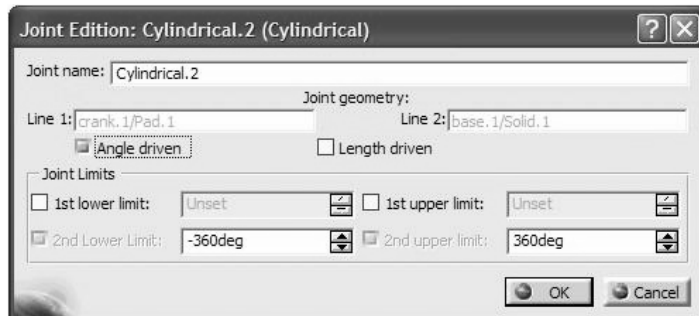 Joint Edition: Cylindrical.2 (Cylindrical)
Joint name: Cylindrical.2
Joint geometry:
Line 1: crank.1/Pad.1 Line 2: base.1/Solid.1
Angle driven Length driven
Joint Limits
1st lower limit: Unset 1st upper limit: Unset
2nd Lower Limit: -360deg 2nd upper limit: 360deg
OK Cancel